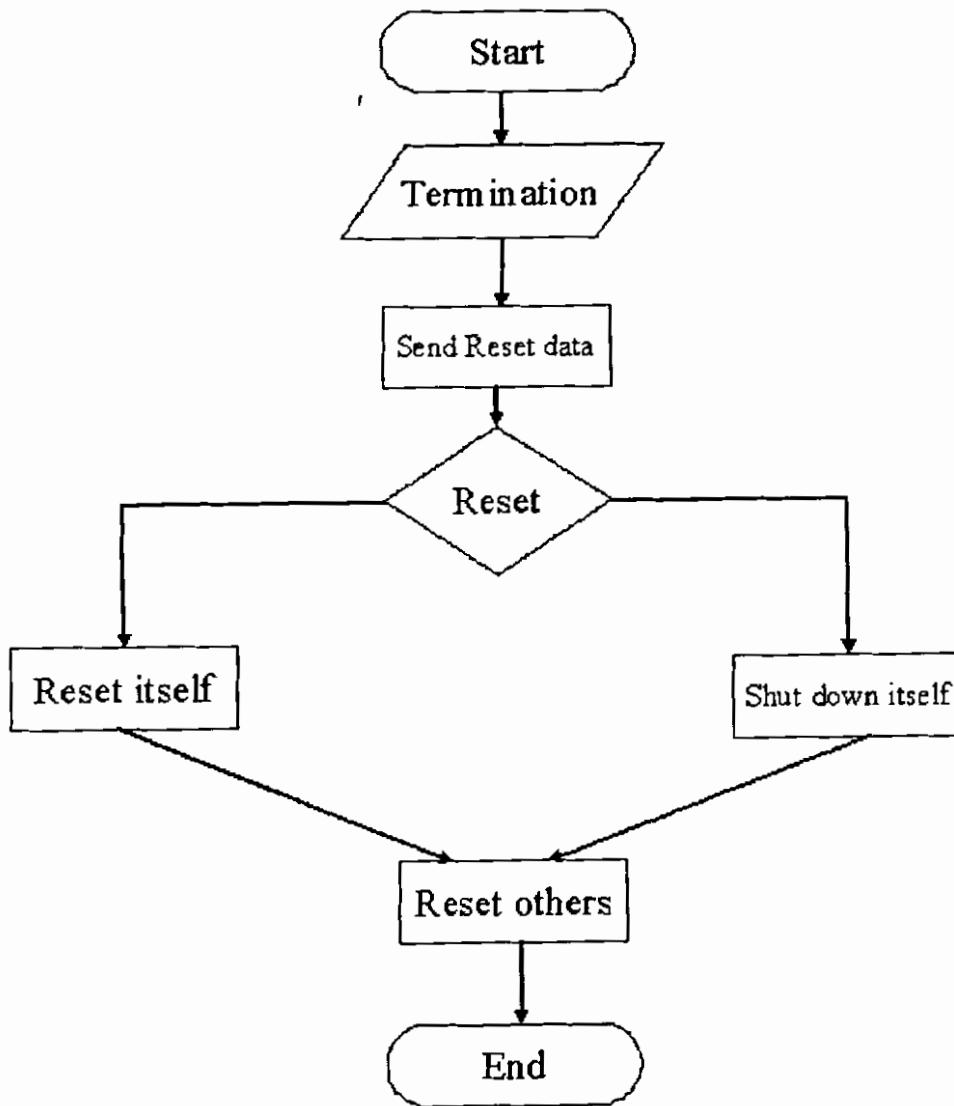 Start
Termination
Send Reset data
Reset
Reset itself
Shut down itself
Reset others
End